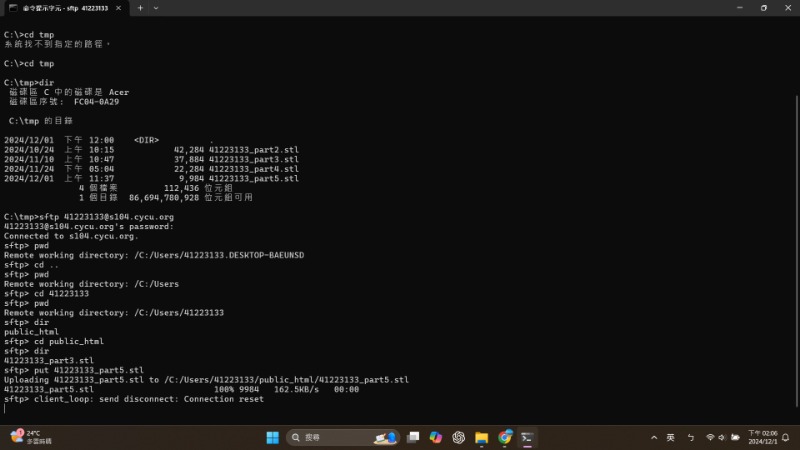 命令提示字元 - sftp 41223133
C:\>cd tmp
系統找不到指定的路徑。
C:\>cd tmp
C:\tmp>dir
磁碟區 C 中的磁碟是 Acer
磁碟區序號: FC04-0A29
C:\tmp 的目錄
2024/12/01 下午 12:00 <DIR> .
2024/10/24 上午 10:15 42,284 41223133_part2.stl
2024/11/10 上午 10:47 37,884 41223133_part3.stl
2024/11/24 下午 05:04 22,284 41223133_part4.stl
2024/12/01 上午 11:37 9,984 41223133_part5.stl
4 個檔案 112,436 位元組
1 個目錄 86,694,780,928 位元組可用
C:\tmp>sftp 41223133@s104.cycu.org
41223133@s104.cycu.org's password:
Connected to s104.cycu.org.
sftp> pwd
Remote working directory: /C:/Users/41223133.DESKTOP-BAEUNSD
sftp> cd ..
sftp> pwd
Remote working directory: /C:/Users
sftp> cd 41223133
sftp> pwd
Remote working directory: /C:/Users/41223133
sftp> dir
public_html
sftp> cd public_html
sftp> dir
41223133_part3.stl
sftp> put 41223133_part5.stl
Uploading 41223133_part5.stl to /C:/Users/41223133/public_html/41223133_part5.stl
41223133_part5.stl 100% 9984 162.5KB/s 00:00
sftp> client_loop: send disconnect: Connection reset
1
24°C
多雲時晴
搜尋
英
ㄅ
下午 02:06
2024/12/1